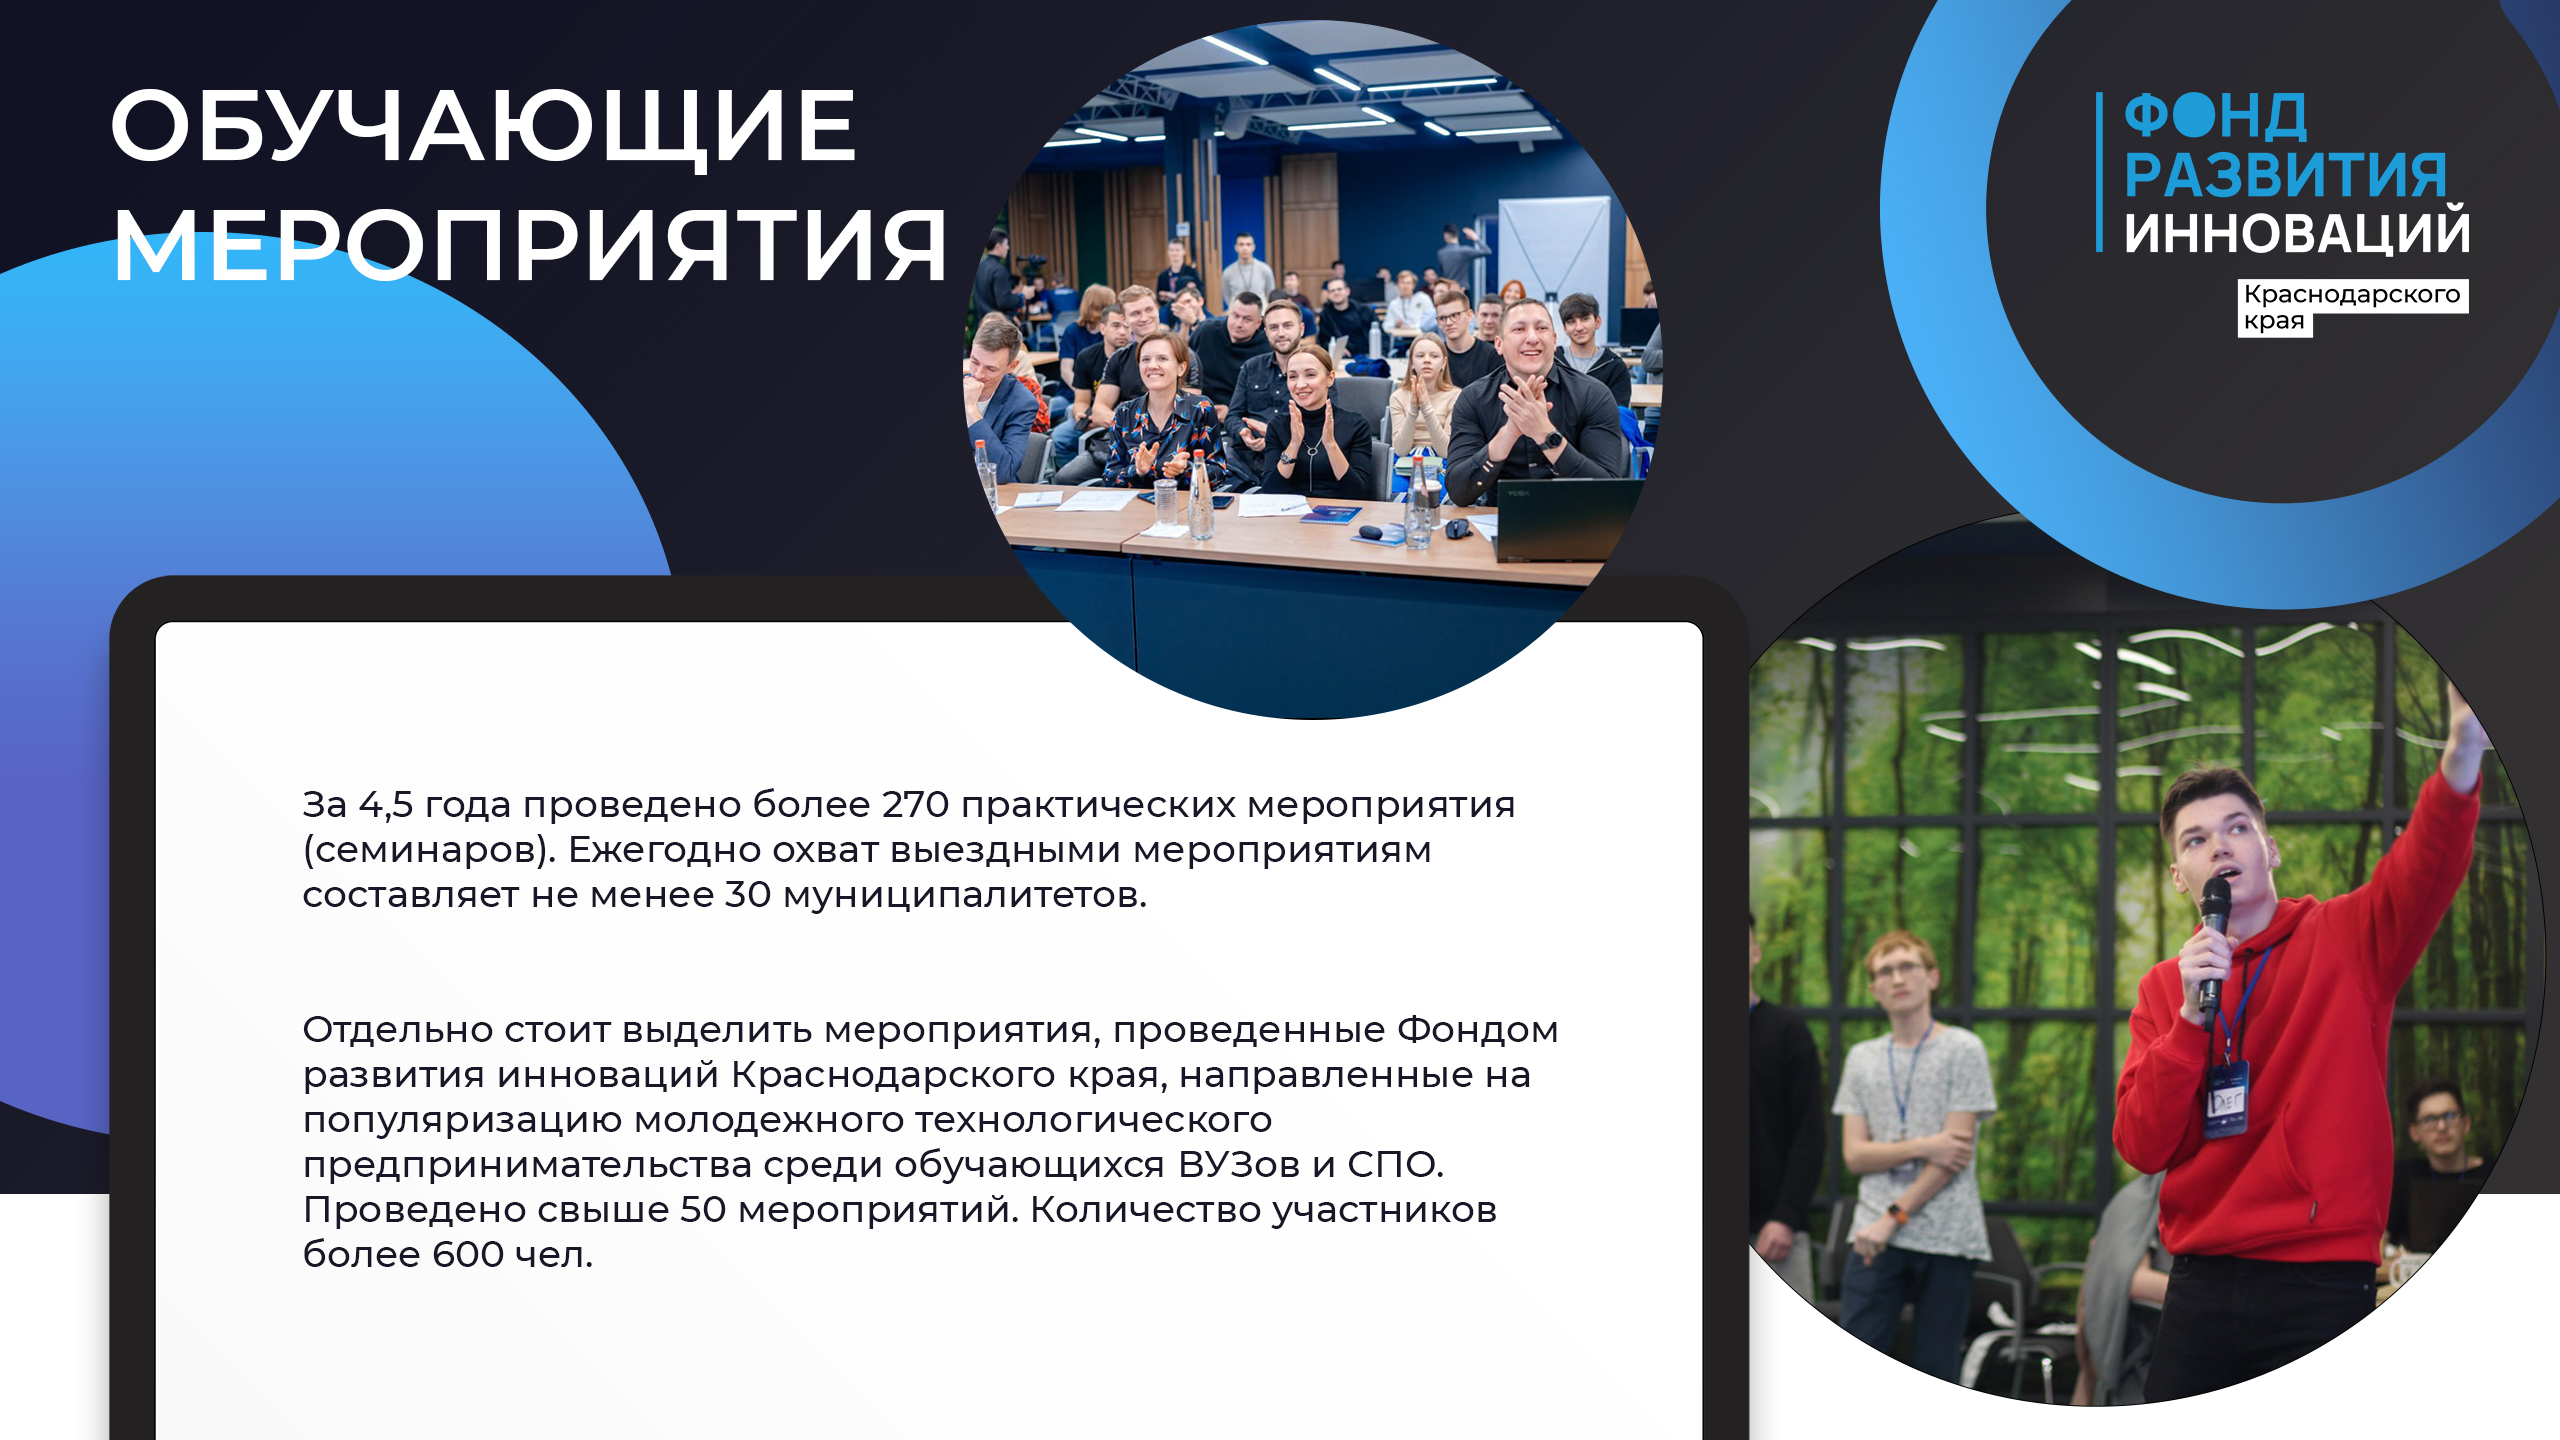 ОБУЧАЮЩИЕ
МЕРОПРИЯТИЯ
ФОНД
РАЗВИТИЯ
ИННОВАЦИЙ
Краснодарского
края
За 4,5 года проведено более 270 практических мероприятия
(семинаров). Ежегодно охват выездными мероприятиям
составляет не менее 30 муниципалитетов.
Отдельно стоит выделить мероприятия, проведенные Фондом
развития инноваций Краснодарского края, направленные на
популяризацию молодежного технологического
предпринимательства среди обучающихся ВУЗов и СПО.
Проведено свыше 50 мероприятий. Количество участников
более 600 чел.
ОЛЕГ